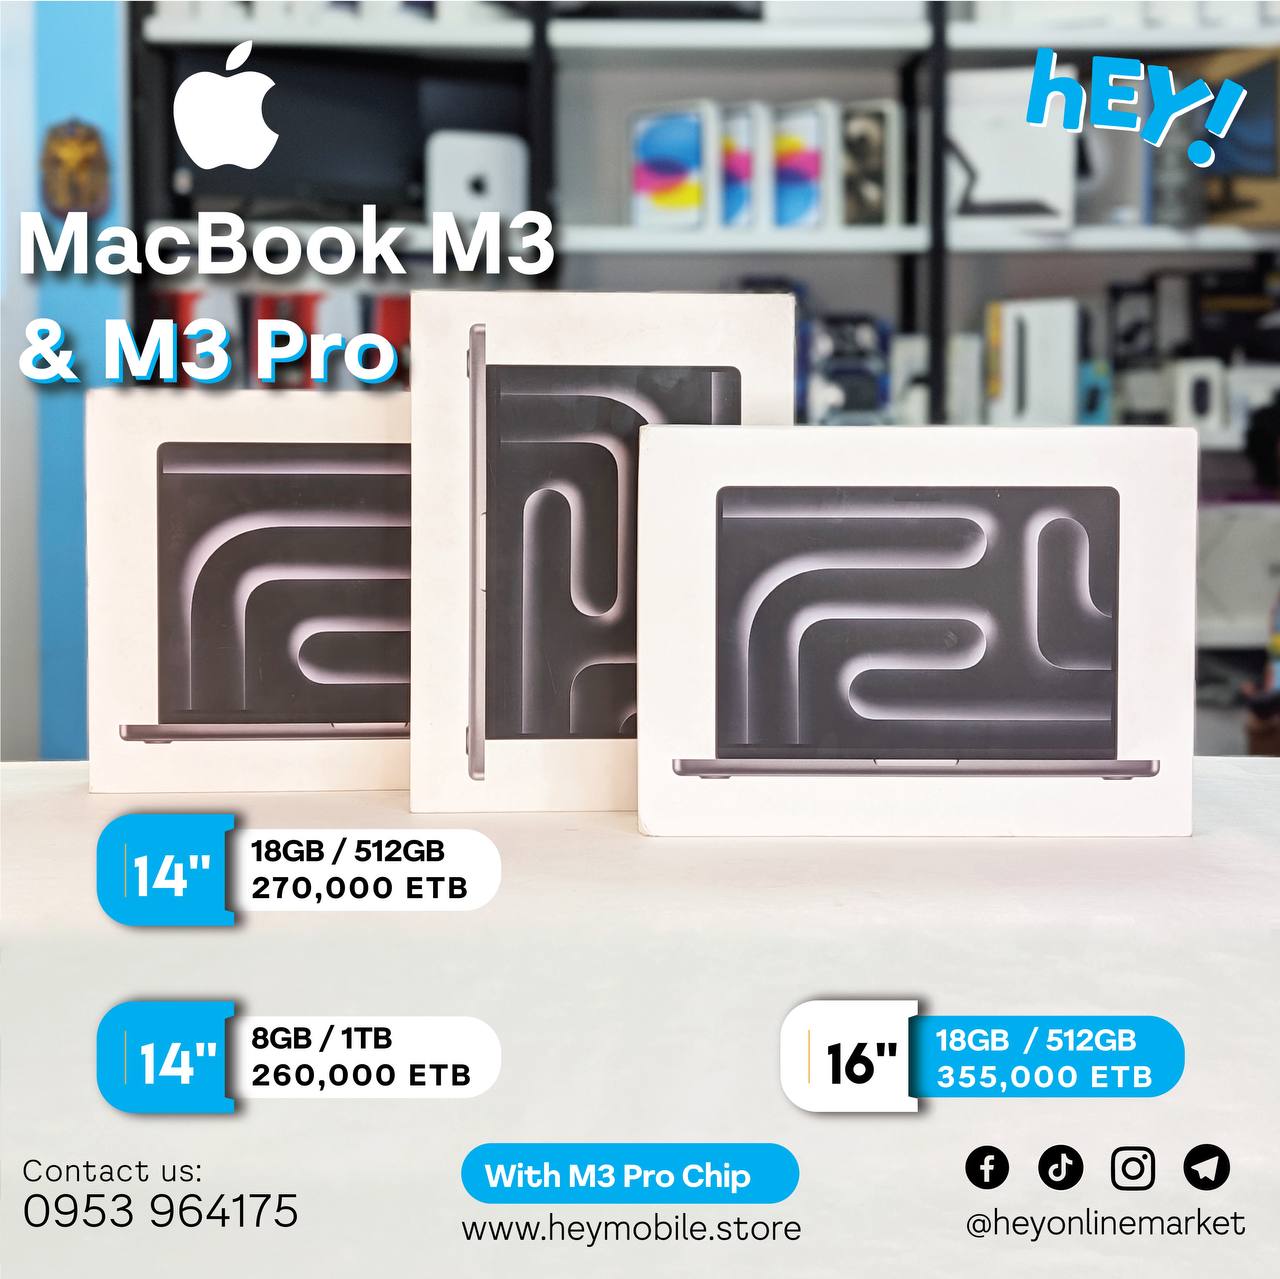 hEY!
MacBook M3
& M3 Pro
14"
18GB / 512GB
270,000 ETB
14"
8GB / 1TB
260,000 ETB
16"
18GB / 512GB
355,000 ETB
Contact us:
0953 964175
With M3 Pro Chip
www.heymobile.store
@heyonlinemarket